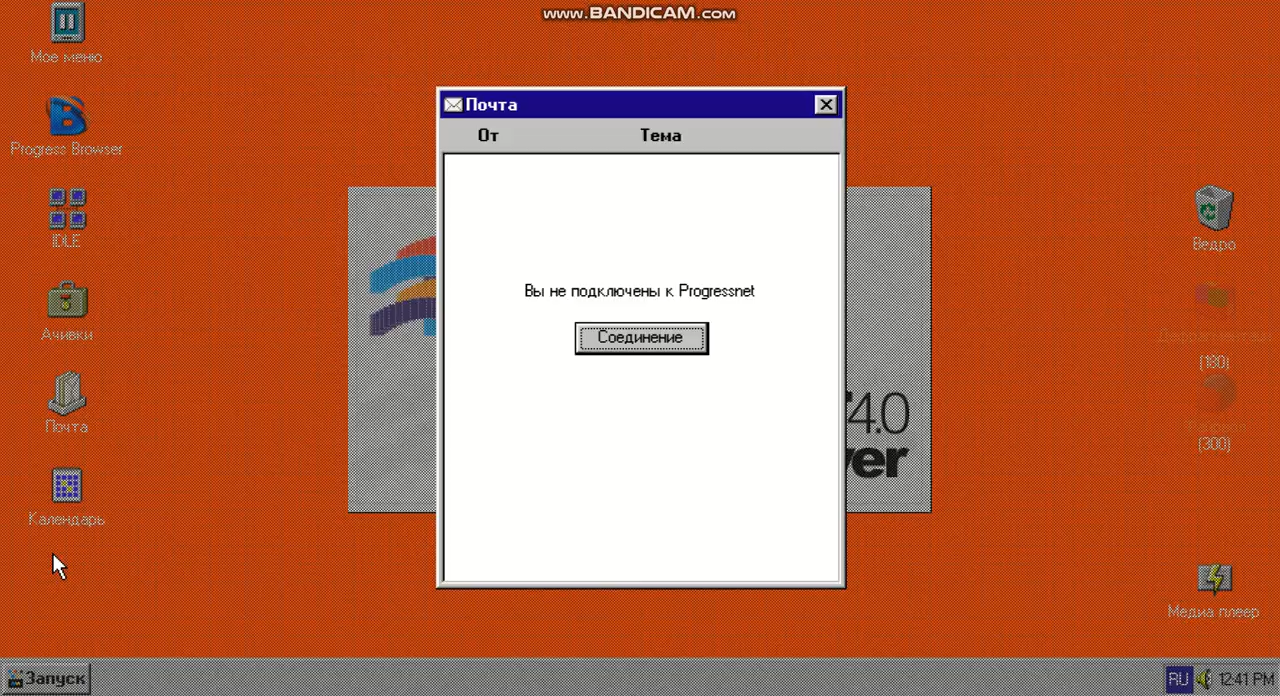 www.BANDICAM.com
Мое меню
Progress Browser
IDLE
Ачивки
Почта
Календарь
Почта
От Тема
Вы не подключены к Progressnet
Соединение
4.0
ver
Ведро
(180)
(300)
Медиа плеер
Запуск
RU 12:41 PM